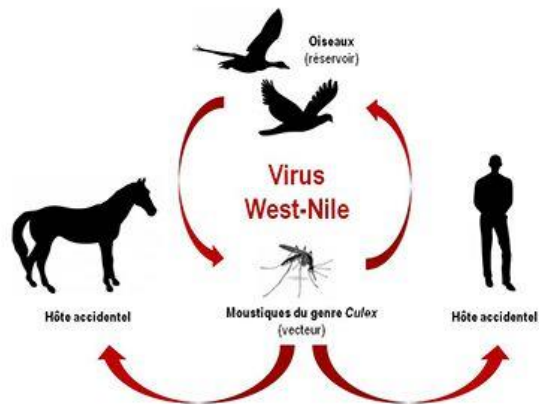 Oiseaux
(réservoir)
Virus
West-Nile
Hôte accidentel
Moustiques du genre Culex
(vecteur)
Hôte accidentel